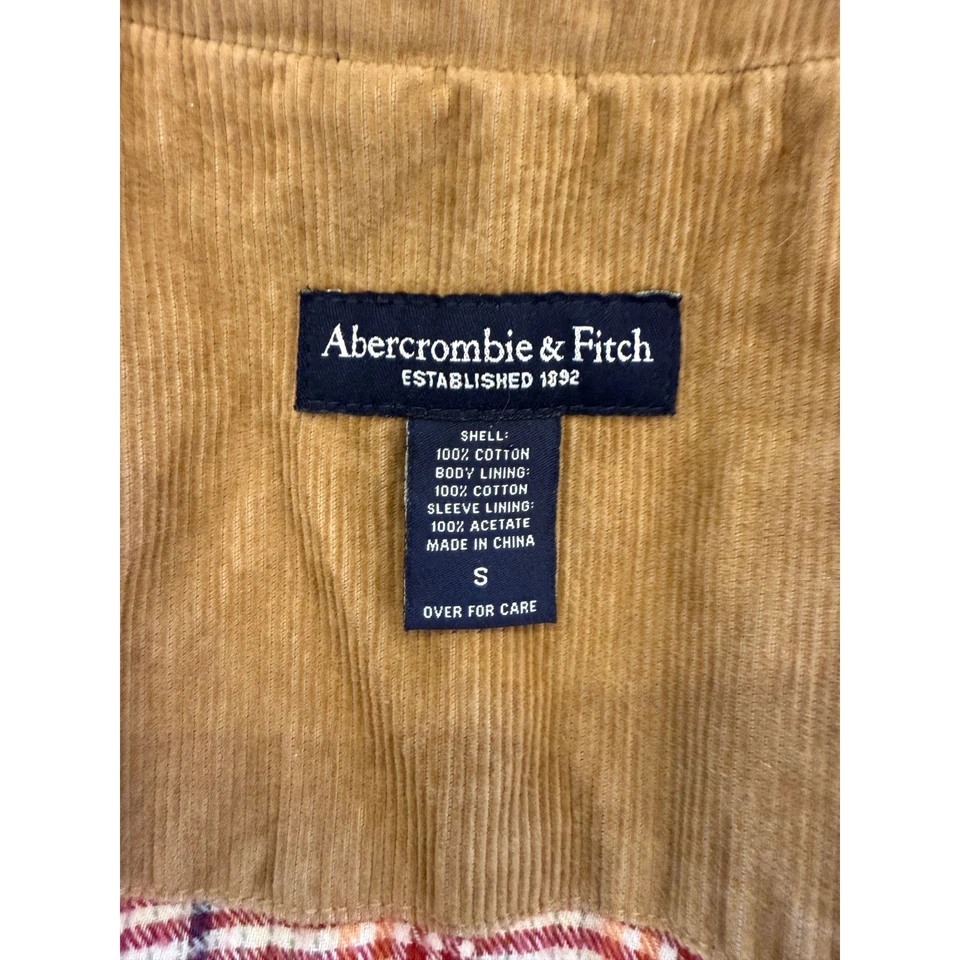 Abercrombie & Fitch
ESTABLISHED 1892
SHELL:
100% COTTON
BODY LINING:
100% COTTON
SLEEVE LINING:
100% ACETATE
MADE IN CHINA
S
OVER FOR CARE